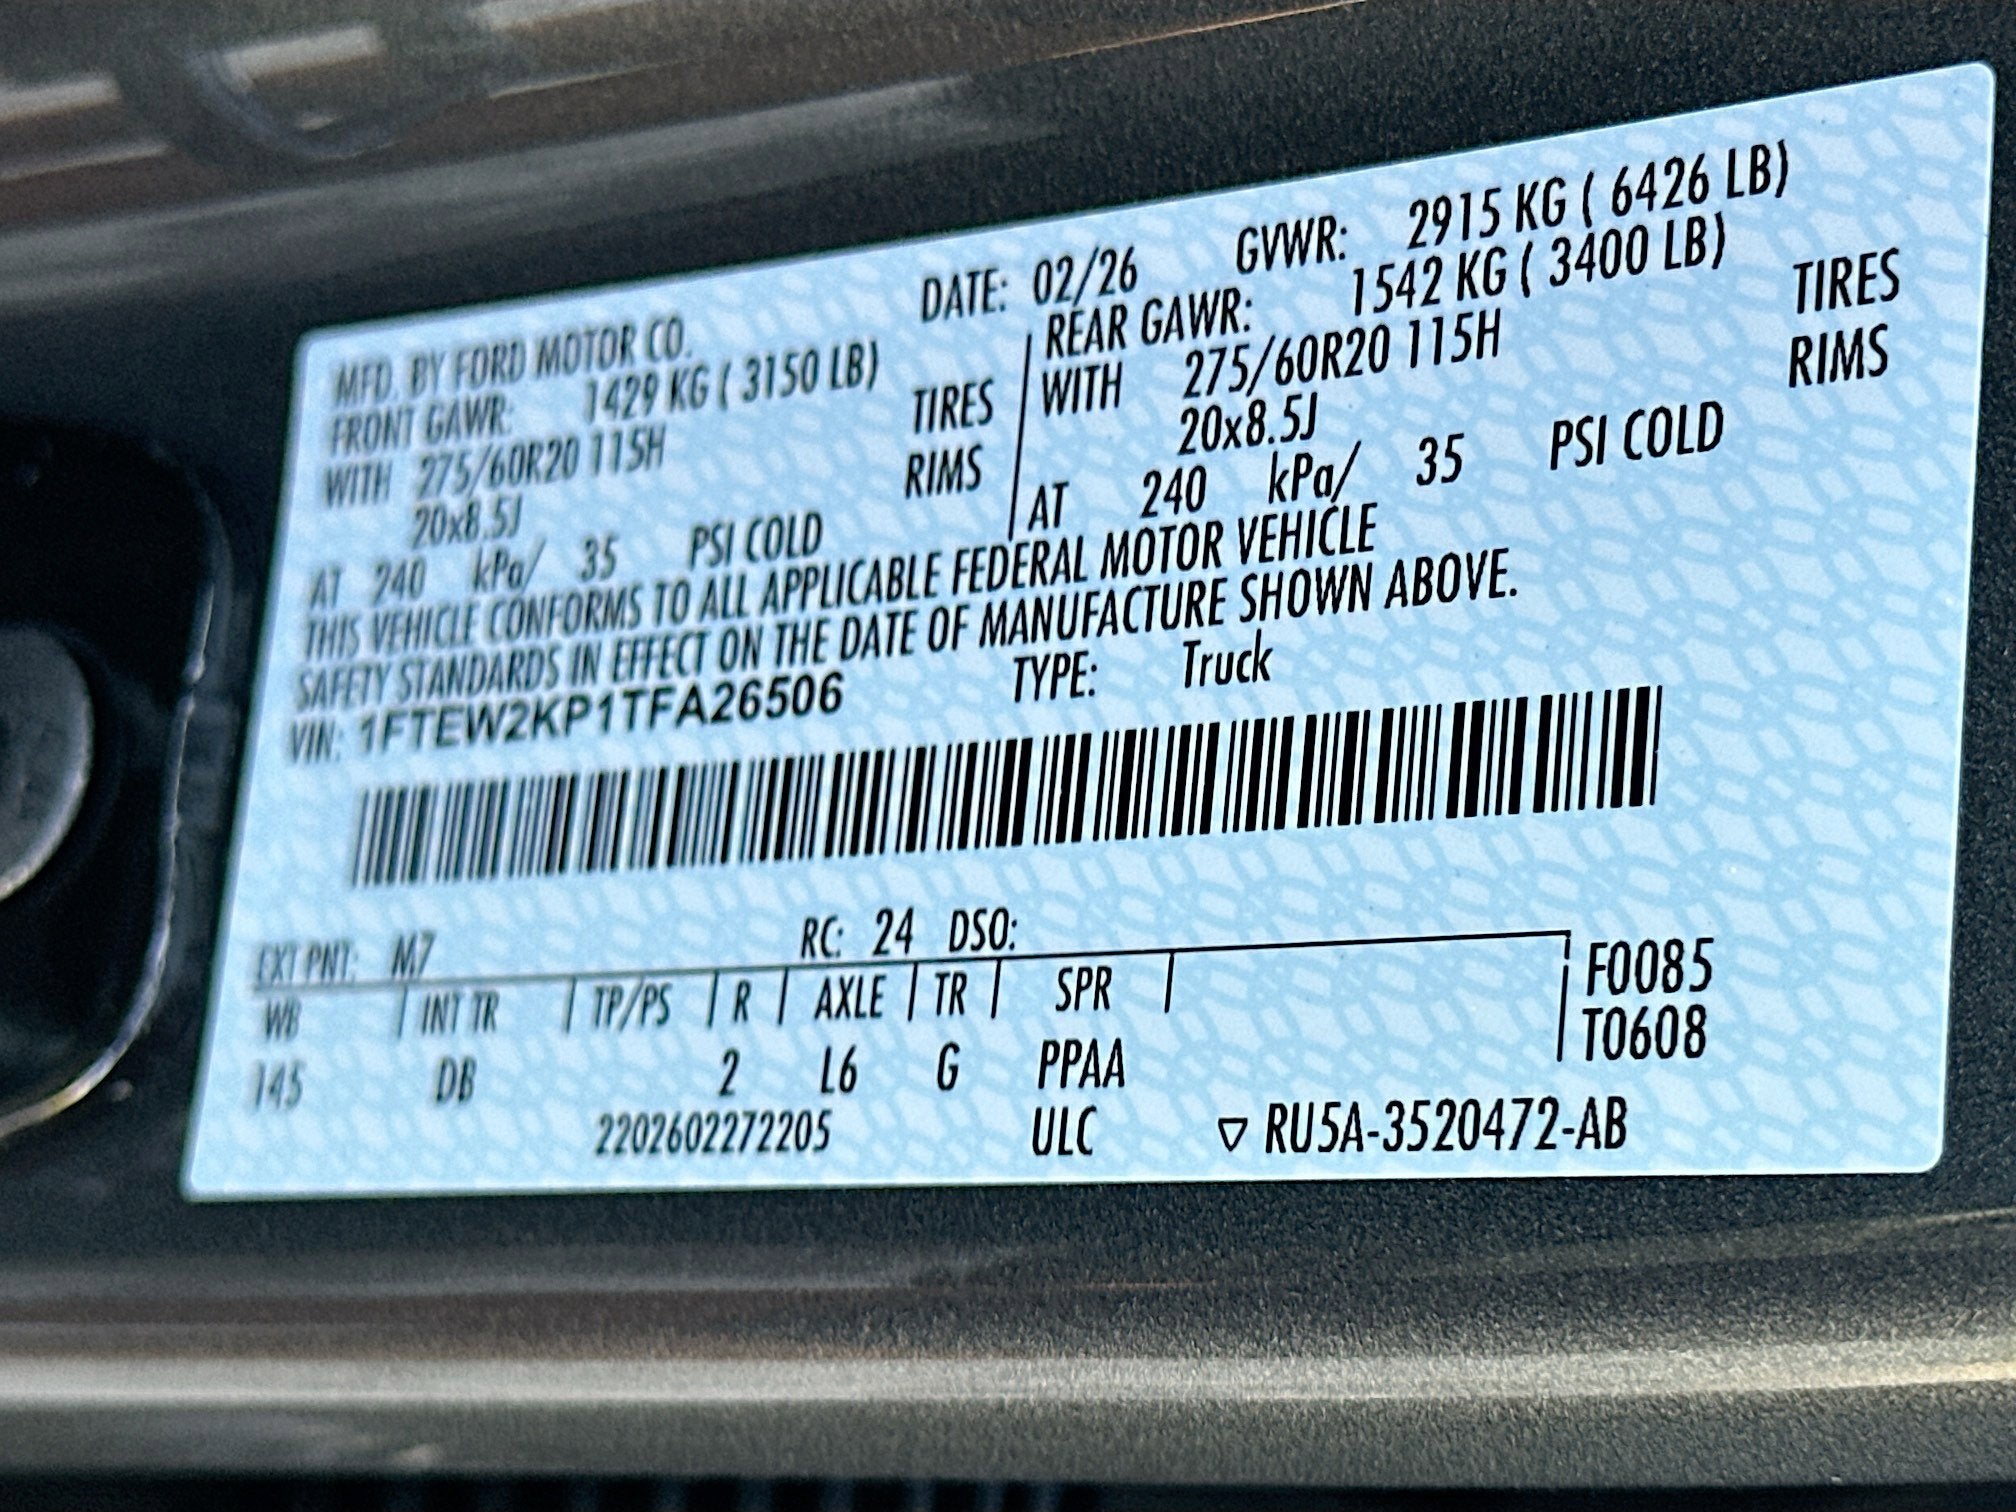 MFD. BY FORD MOTOR CO. DATE: 02/26 GVWR: 2915 KG ( 6426 LB)
FRONT GAWR: 1429 KG ( 3150 LB) REAR GAWR: 1542 KG ( 3400 LB)
WITH 275/60R20 115H TIRES WITH 275/60R20 115H TIRES
20x8.5J RIMS 20x8.5J RIMS
AT 240 kPa/ 35 PSI COLD AT 240 kPa/ 35 PSI COLD
THIS VEHICLE CONFORMS TO ALL APPLICABLE FEDERAL MOTOR VEHICLE
SAFETY STANDARDS IN EFFECT ON THE DATE OF MANUFACTURE SHOWN ABOVE.
VIN: 1FTEW2KP1TFA26506 TYPE: Truck
EXT PNT: M7 RC: 24 DSO:
WB INT TR TP/PS R AXLE TR SPR F0085
T0608
145 DB 2 L6 G PPAA
2202602272205 ULC ▽ RU5A-3520472-AB